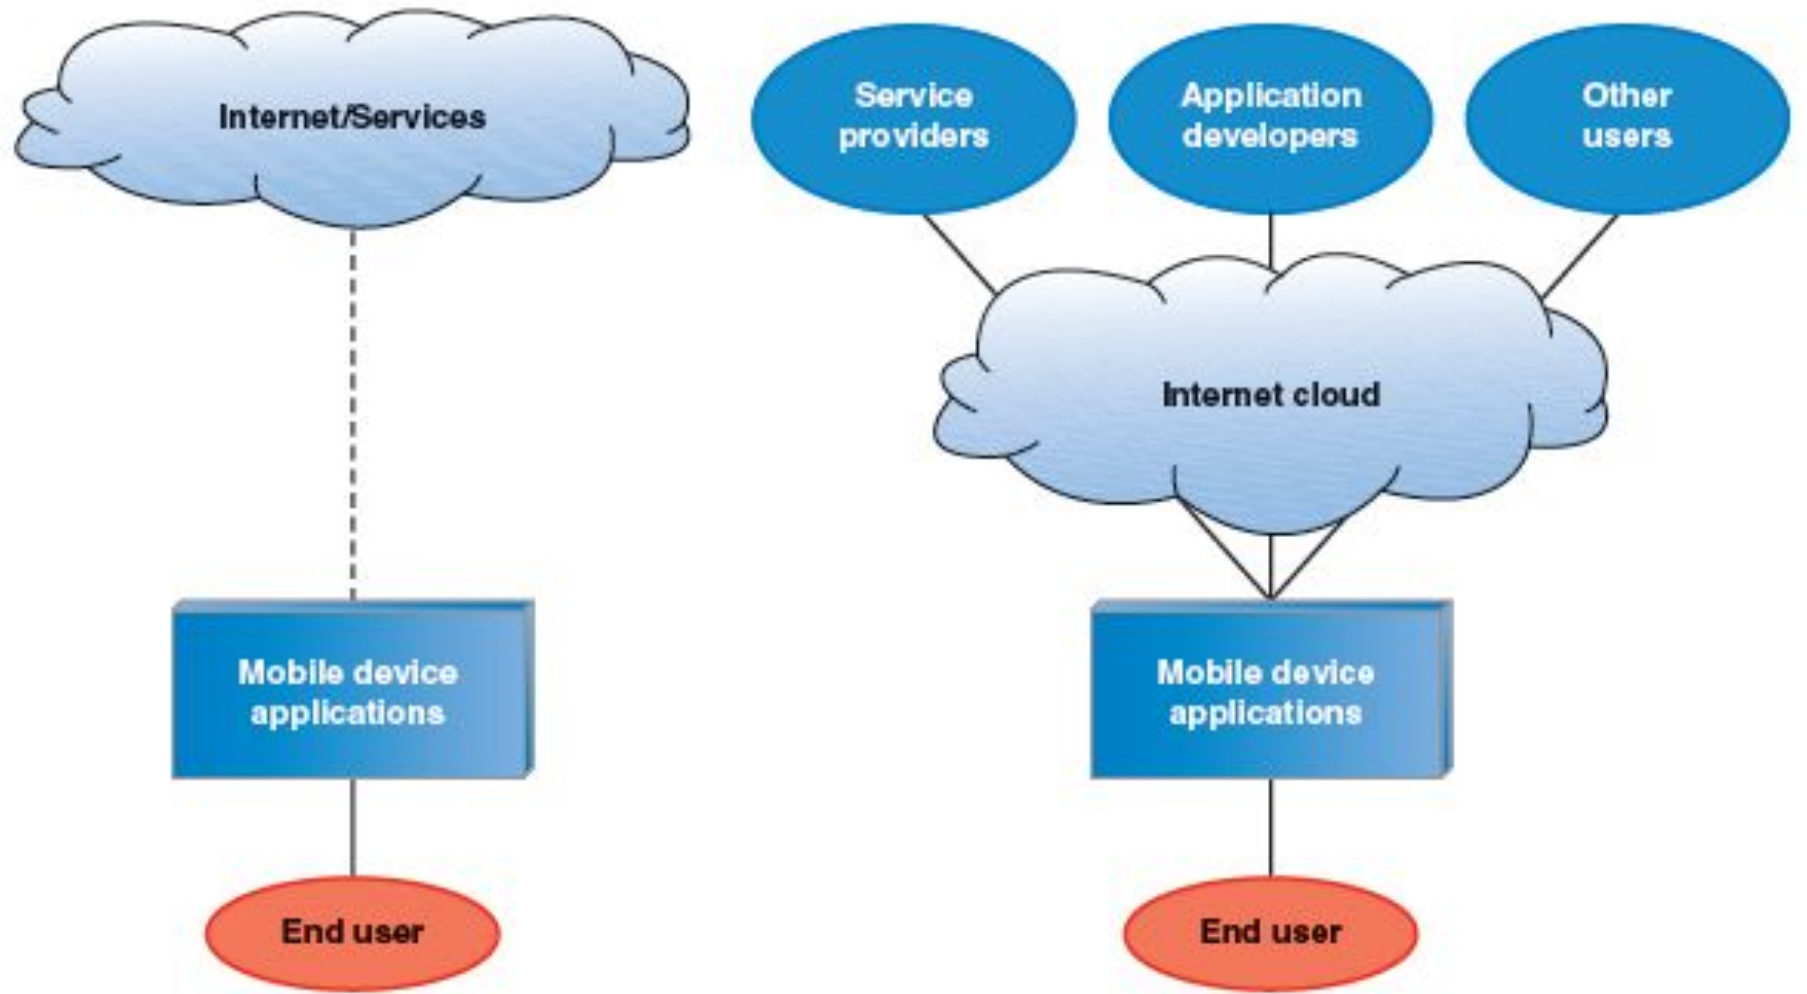 Internet/Services
Mobile device
applications
End user
Service
providers
Application
developers
Other
users
Internet cloud
Mobile device
applications
End user